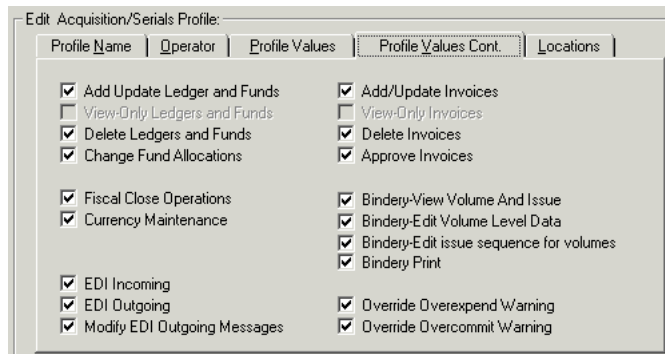 Edit Acquisition/Serials Profile:
Profile Name Operator Profile Values Profile Values Cont. Locations
Add Update Ledger and Funds
View-Only Ledgers and Funds
Delete Ledgers and Funds
Change Fund Allocations
Fiscal Close Operations
Currency Maintenance
EDI Incoming
EDI Outgoing
Modify EDI Outgoing Messages
Add/Update Invoices
View-Only Invoices
Delete Invoices
Approve Invoices
Bindery-View Volume And Issue
Bindery-Edit Volume Level Data
Bindery-Edit issue sequence for volumes
Bindery Print
Override Overexpend Warning
Override Overcommit Warning